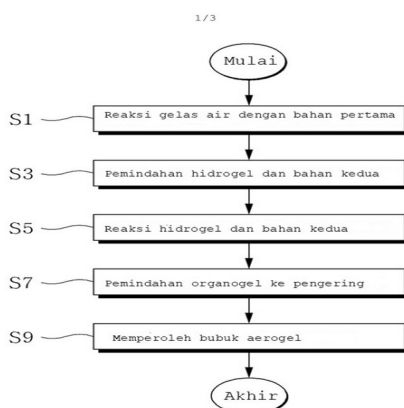 1/3
Mulai
S1 Reaksi gelas air dengan bahan pertama
S3 Pemindahan hidrogel dan bahan kedua
S5 Reaksi hidrogel dan bahan kedua
S7 Pemindahan organogel ke pengering
S9 Memperoleh bubuk aerogel
Akhir